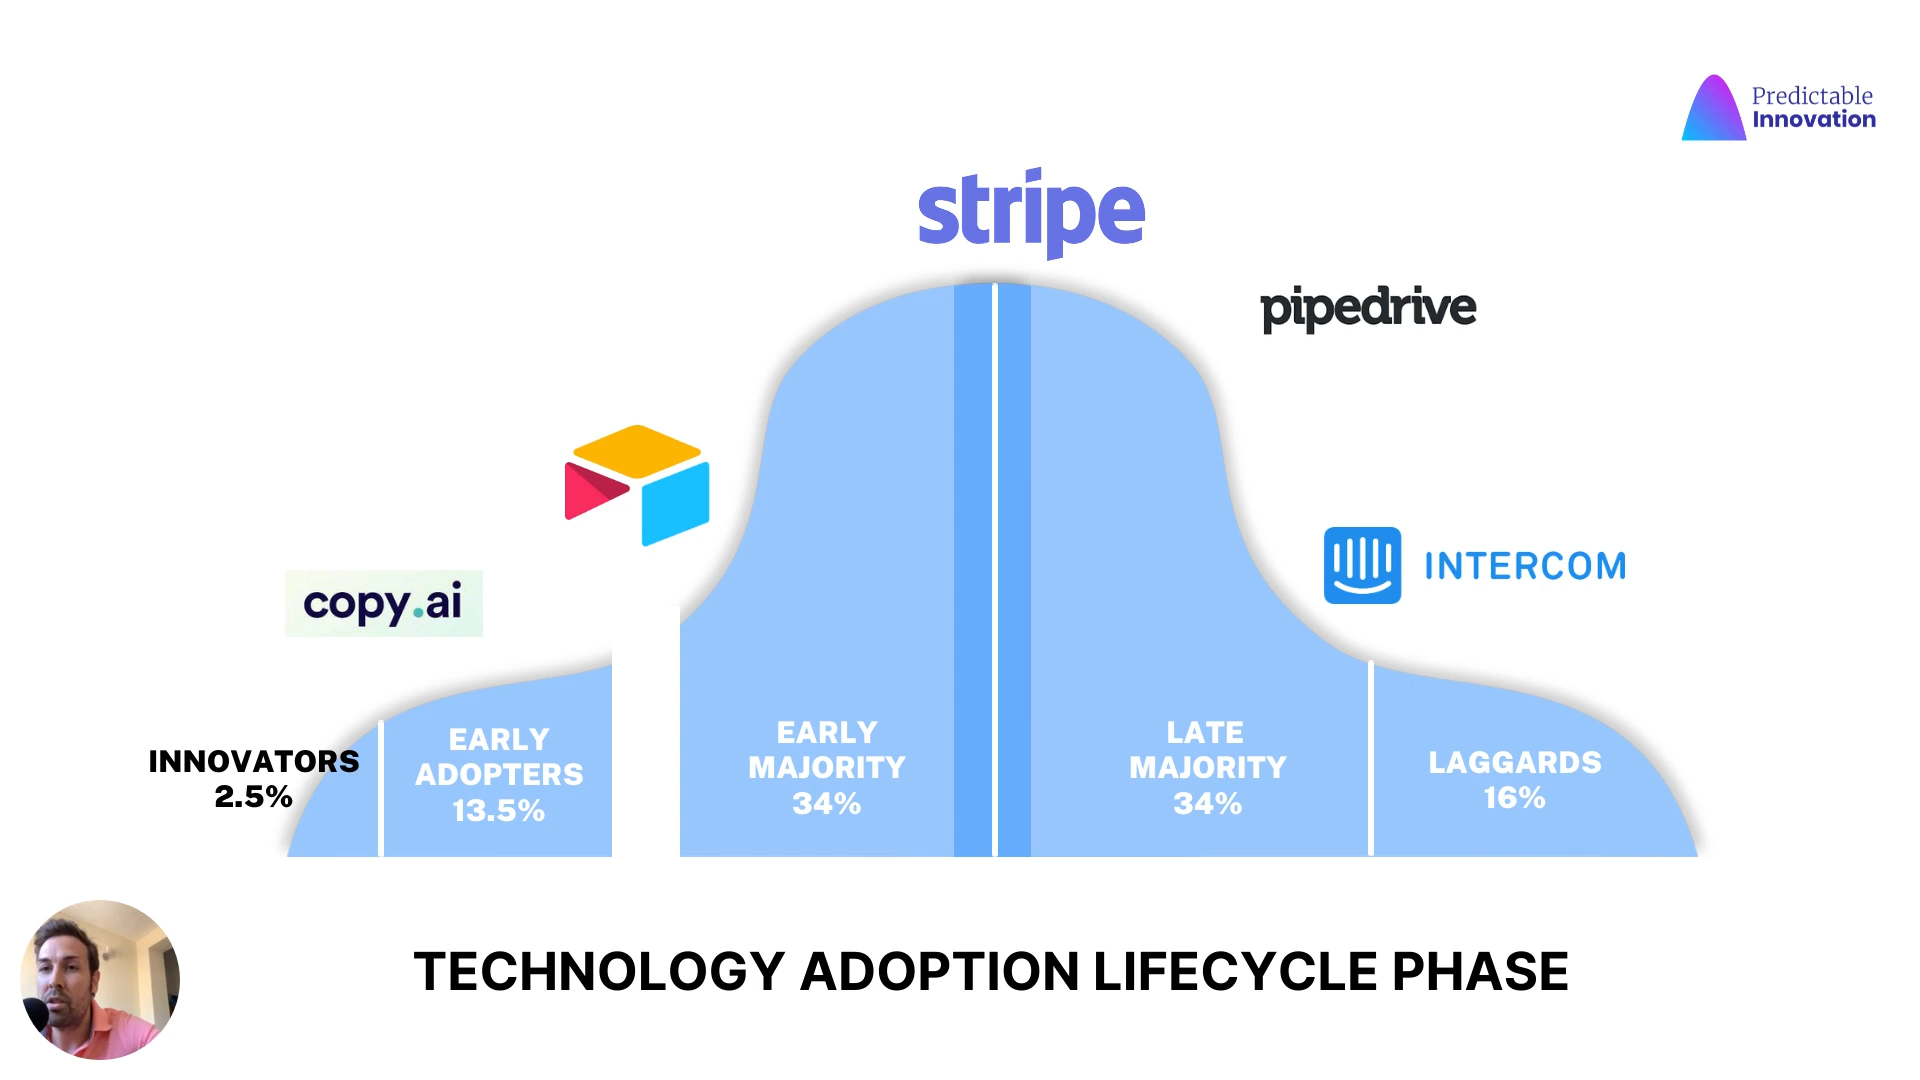 Predictable
Innovation
stripe
pipedrive
INTERCOM
copy.ai
INNOVATORS
2.5%
EARLY
ADOPTERS
13.5%
EARLY
MAJORITY
34%
LATE
MAJORITY
34%
LAGGARDS
16%
TECHNOLOGY ADOPTION LIFECYCLE PHASE